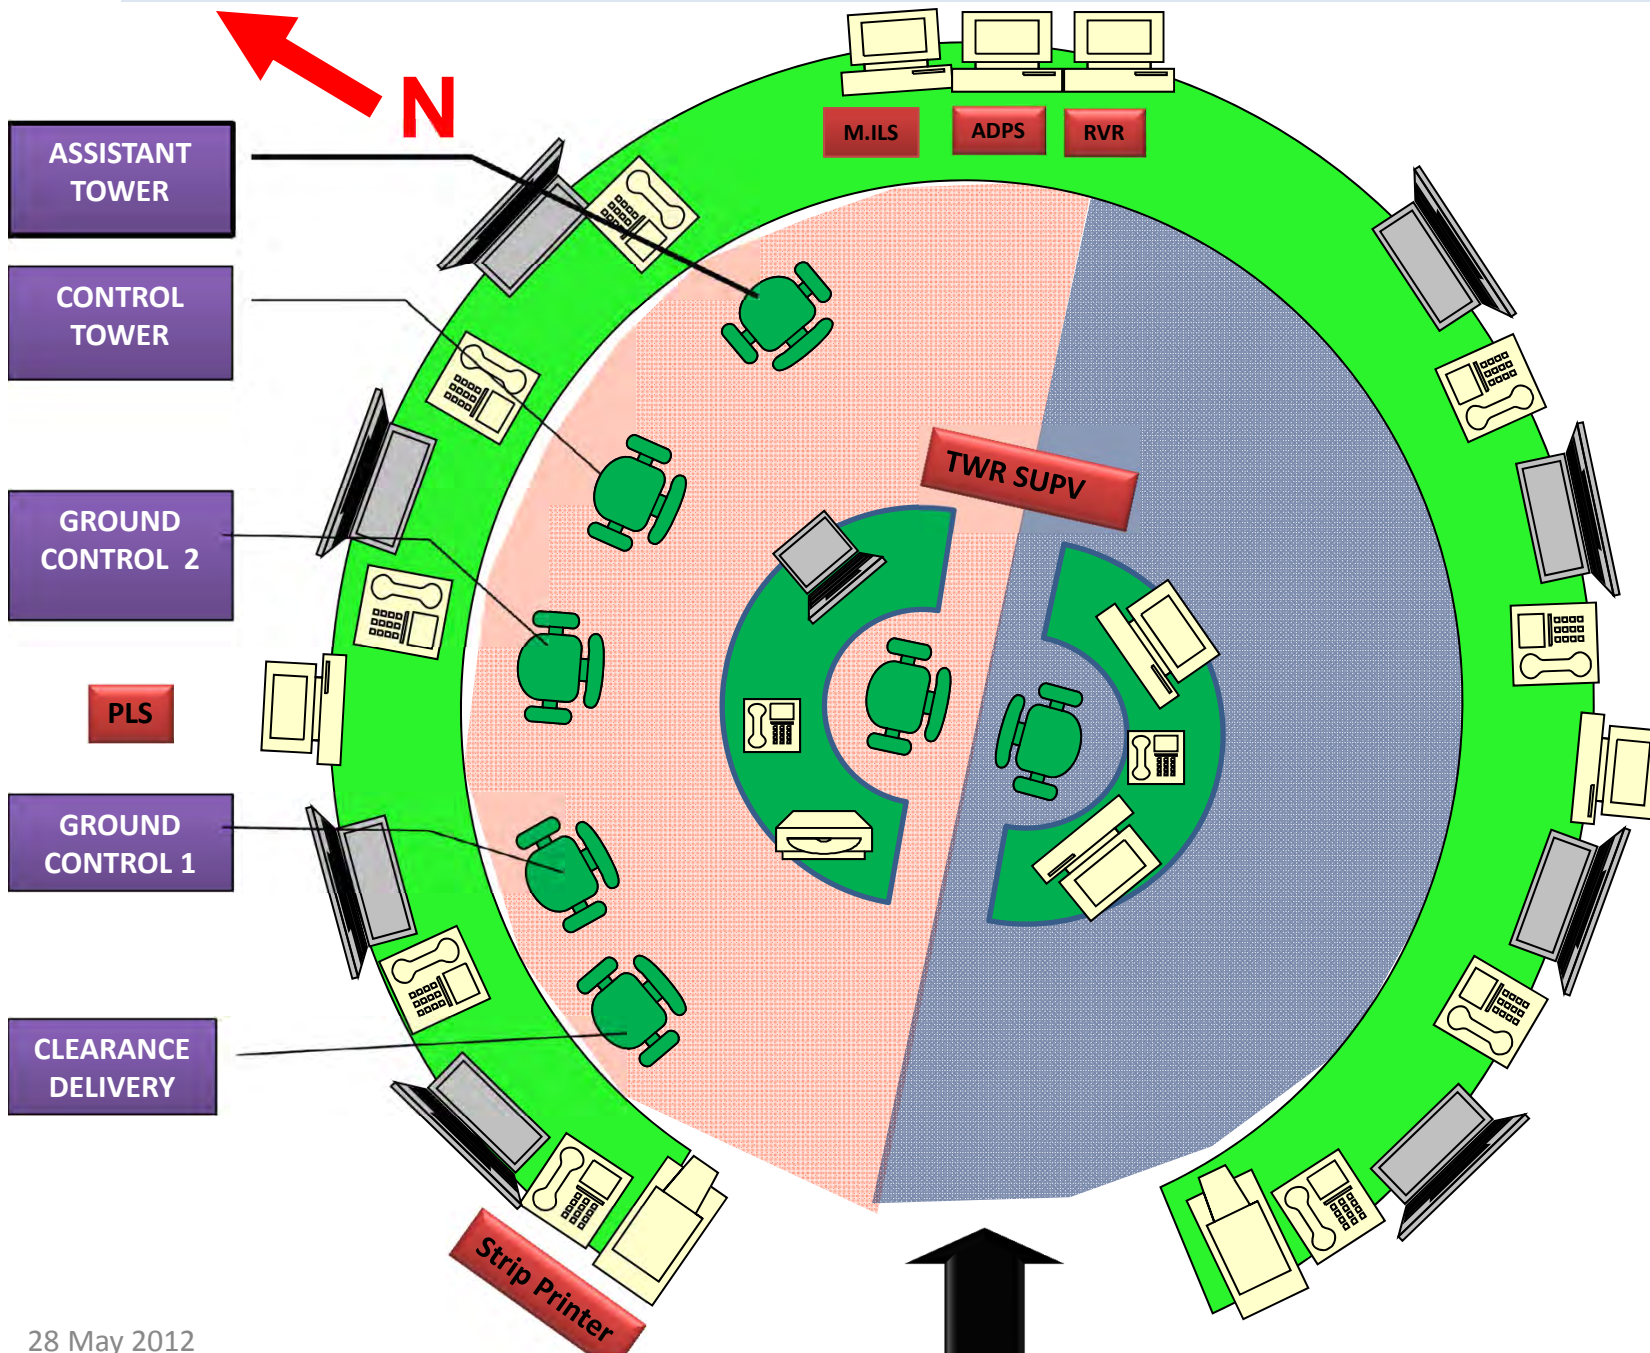 N
M.ILS
ADPS
RVR
ASSISTANT
TOWER
CONTROL
TOWER
TWR SUPV
GROUND
CONTROL  2
PLS
GROUND
CONTROL 1
CLEARANCE
DELIVERY
Strip Printer
28 May 2012